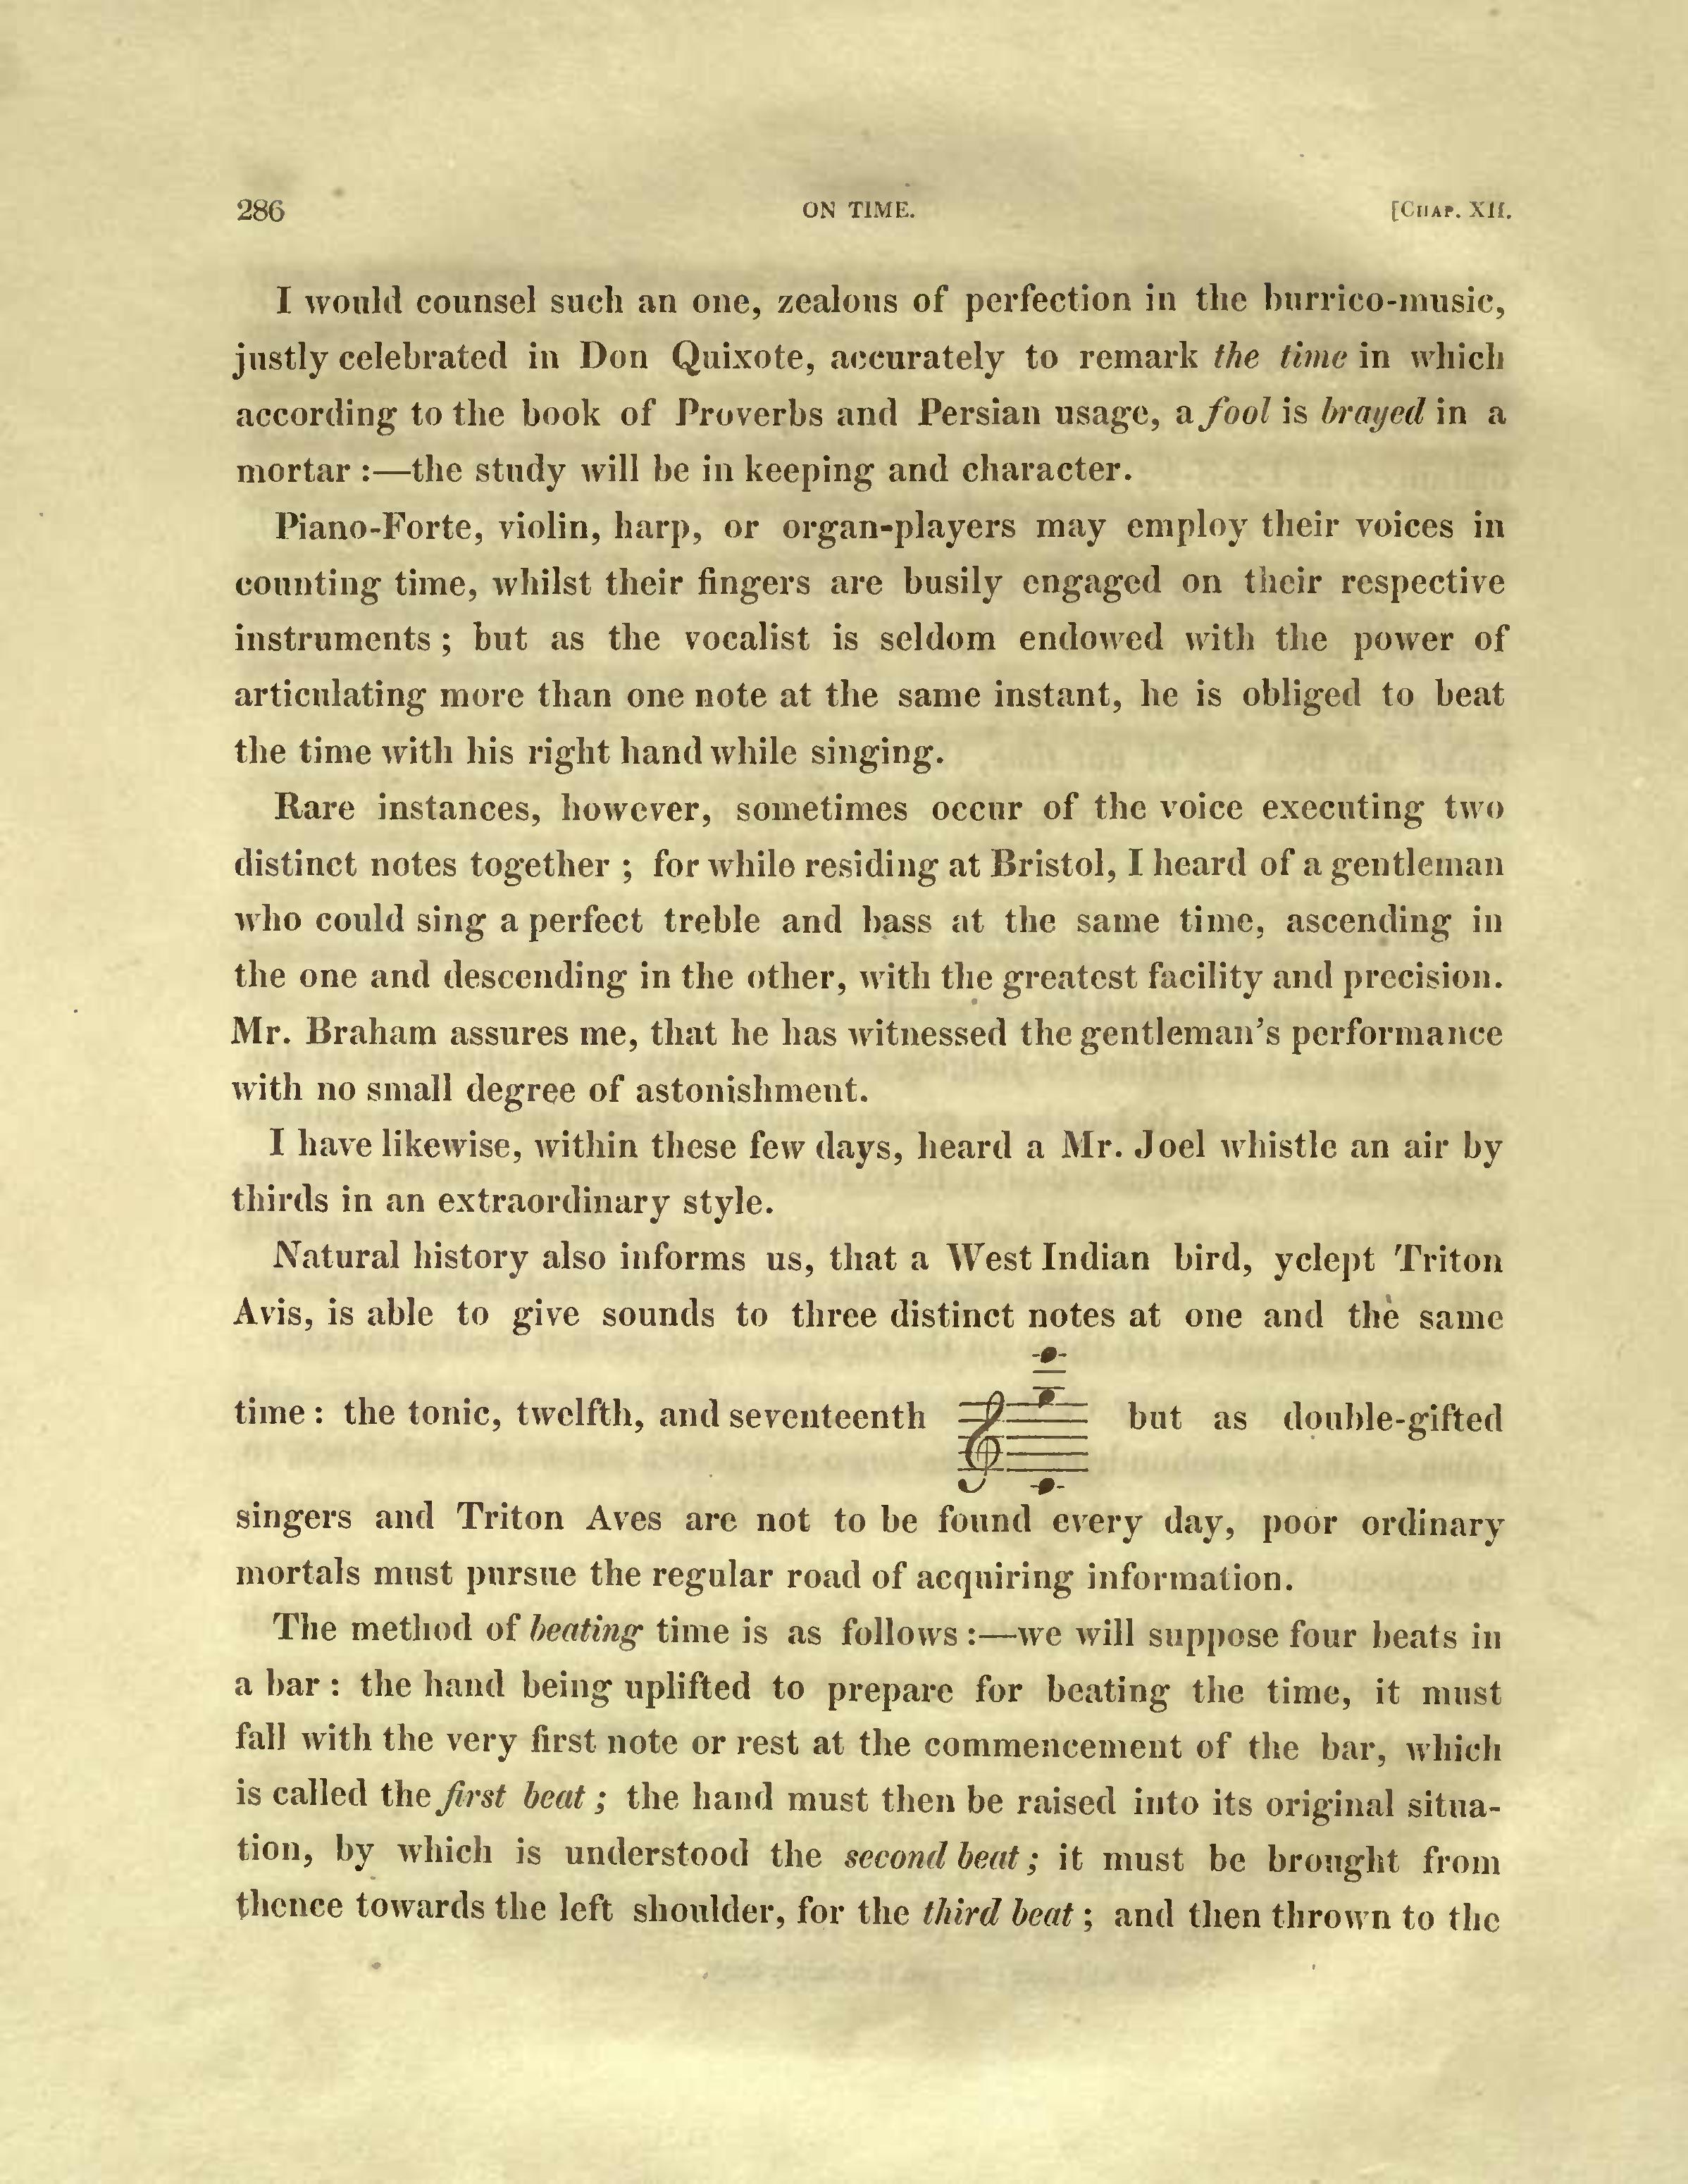 286 ON TIME. [CHAP. XII.
I would counsel such an one, zealous of perfection in the burrico-music,
justly celebrated in Don Quixote, accurately to remark the time in which
according to the book of Proverbs and Persian usage, a fool is brayed in a
mortar :—the study will be in keeping and character.
Piano-Forte, violin, harp, or organ-players may employ their voices in
counting time, whilst their fingers are busily engaged on their respective
instruments ; but as the vocalist is seldom endowed with the power of
articulating more than one note at the same instant, he is obliged to beat
the time with his right hand while singing.
Rare instances, however, sometimes occur of the voice executing two
distinct notes together ; for while residing at Bristol, I heard of a gentleman
who could sing a perfect treble and bass at the same time, ascending in
the one and descending in the other, with the greatest facility and precision.
Mr. Braham assures me, that he has witnessed the gentleman's performance
with no small degree of astonishment.
I have likewise, within these few days, heard a Mr. Joel whistle an air by
thirds in an extraordinary style.
Natural history also informs us, that a West Indian bird, yclept Triton
Avis, is able to give sounds to three distinct notes at one and the same
time : the tonic, twelfth, and seventeenth but as double-gifted
singers and Triton Aves are not to be found every day, poor ordinary
mortals must pursue the regular road of acquiring information.
The method of beating time is as follows :—we will suppose four beats in
a bar : the hand being uplifted to prepare for beating the time, it must
fall with the very first note or rest at the commencement of the bar, which
is called the first beat ; the hand must then be raised into its original situa-
tion, by which is understood the second beat ; it must be brought from
thence towards the left shoulder, for the third beat ; and then thrown to the